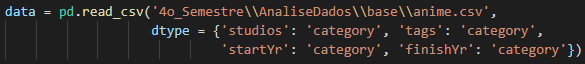 data = pd.read_csv('4o_Semestre\\AnaliseDados\\base\\anime.csv',
dtype = {'studios': 'category', 'tags': 'category',
'startYr': 'category', 'finishYr': 'category'})